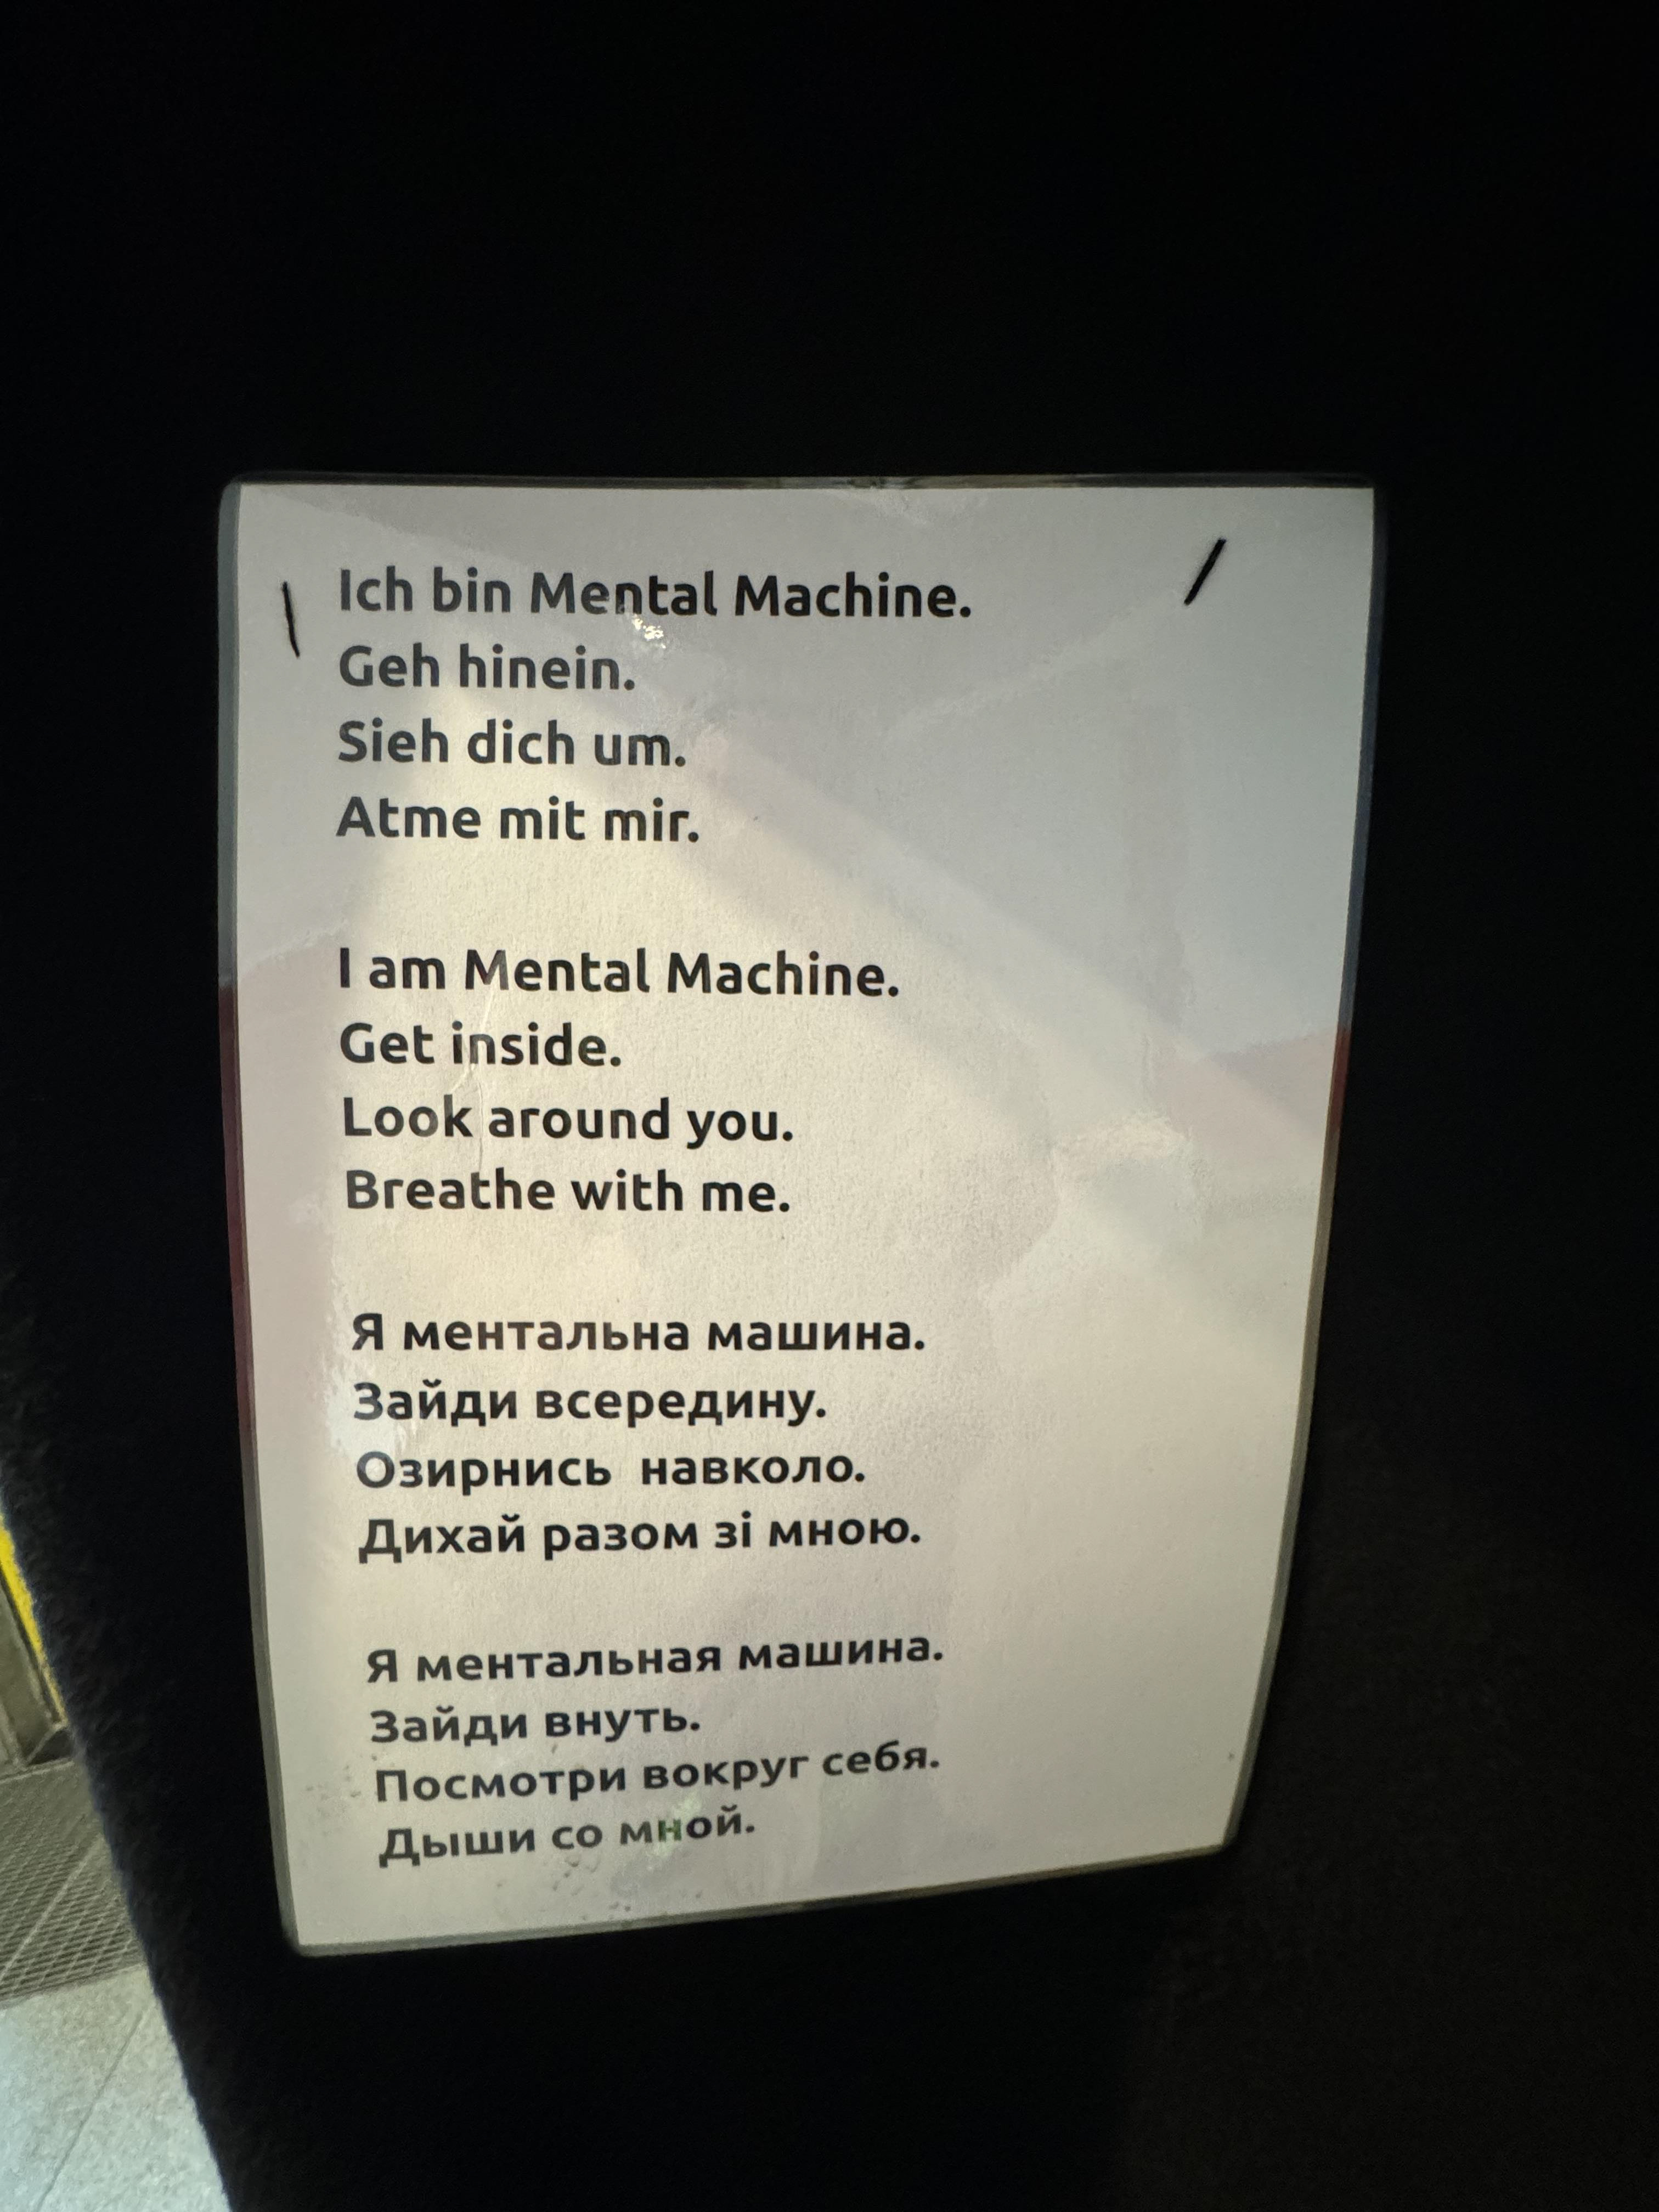 Ich bin Mental Machine.
Geh hinein.
Sieh dich um.
Atme mit mir.
I am Mental Machine.
Get inside.
Look around you.
Breathe with me.
Я ментальна машина.
Зайди всередину.
Озирнись навколо.
Дихай разом зі мною.
Я ментальная машина.
Зайди внуть.
Посмотри вокруг себя.
Дыши со мной.